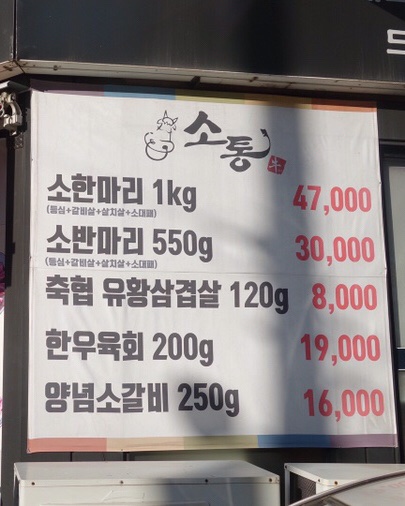 소통
소한마리 1kg 47,000
(등심+갈비살+살치살+소대패)
소반마리 550g 30,000
(등심+갈비살+살치살+소대패)
축협 유황삼겹살 120g 8,000
한우육회 200g 19,000
양념소갈비 250g 16,000